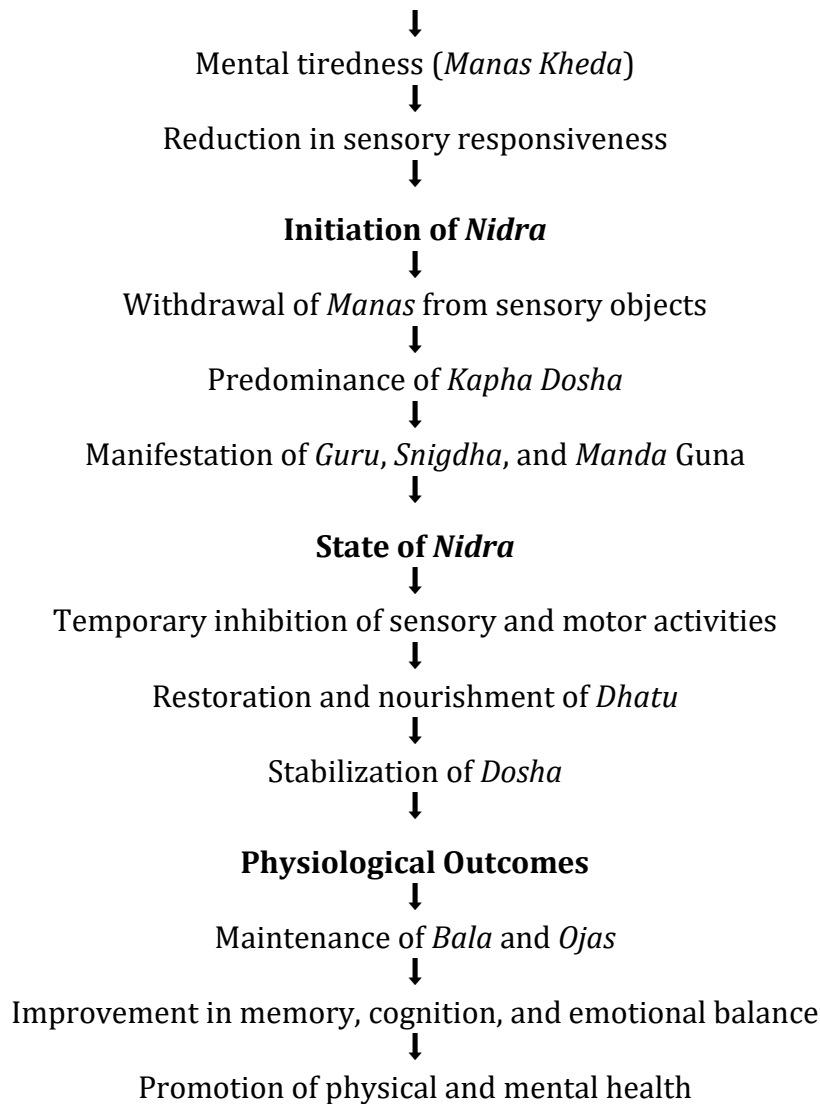 Mental tiredness (Manas Kheda)
Reduction in sensory responsiveness
Initiation of Nidra
Withdrawal of Manas from sensory objects
Predominance of Kapha Dosha
Manifestation of Guru, Snigdha, and Manda Guna
State of Nidra
Temporary inhibition of sensory and motor activities
Restoration and nourishment of Dhatu
Stabilization of Dosha
Physiological Outcomes
Maintenance of Bala and Ojas
Improvement in memory, cognition, and emotional balance
Promotion of physical and mental health